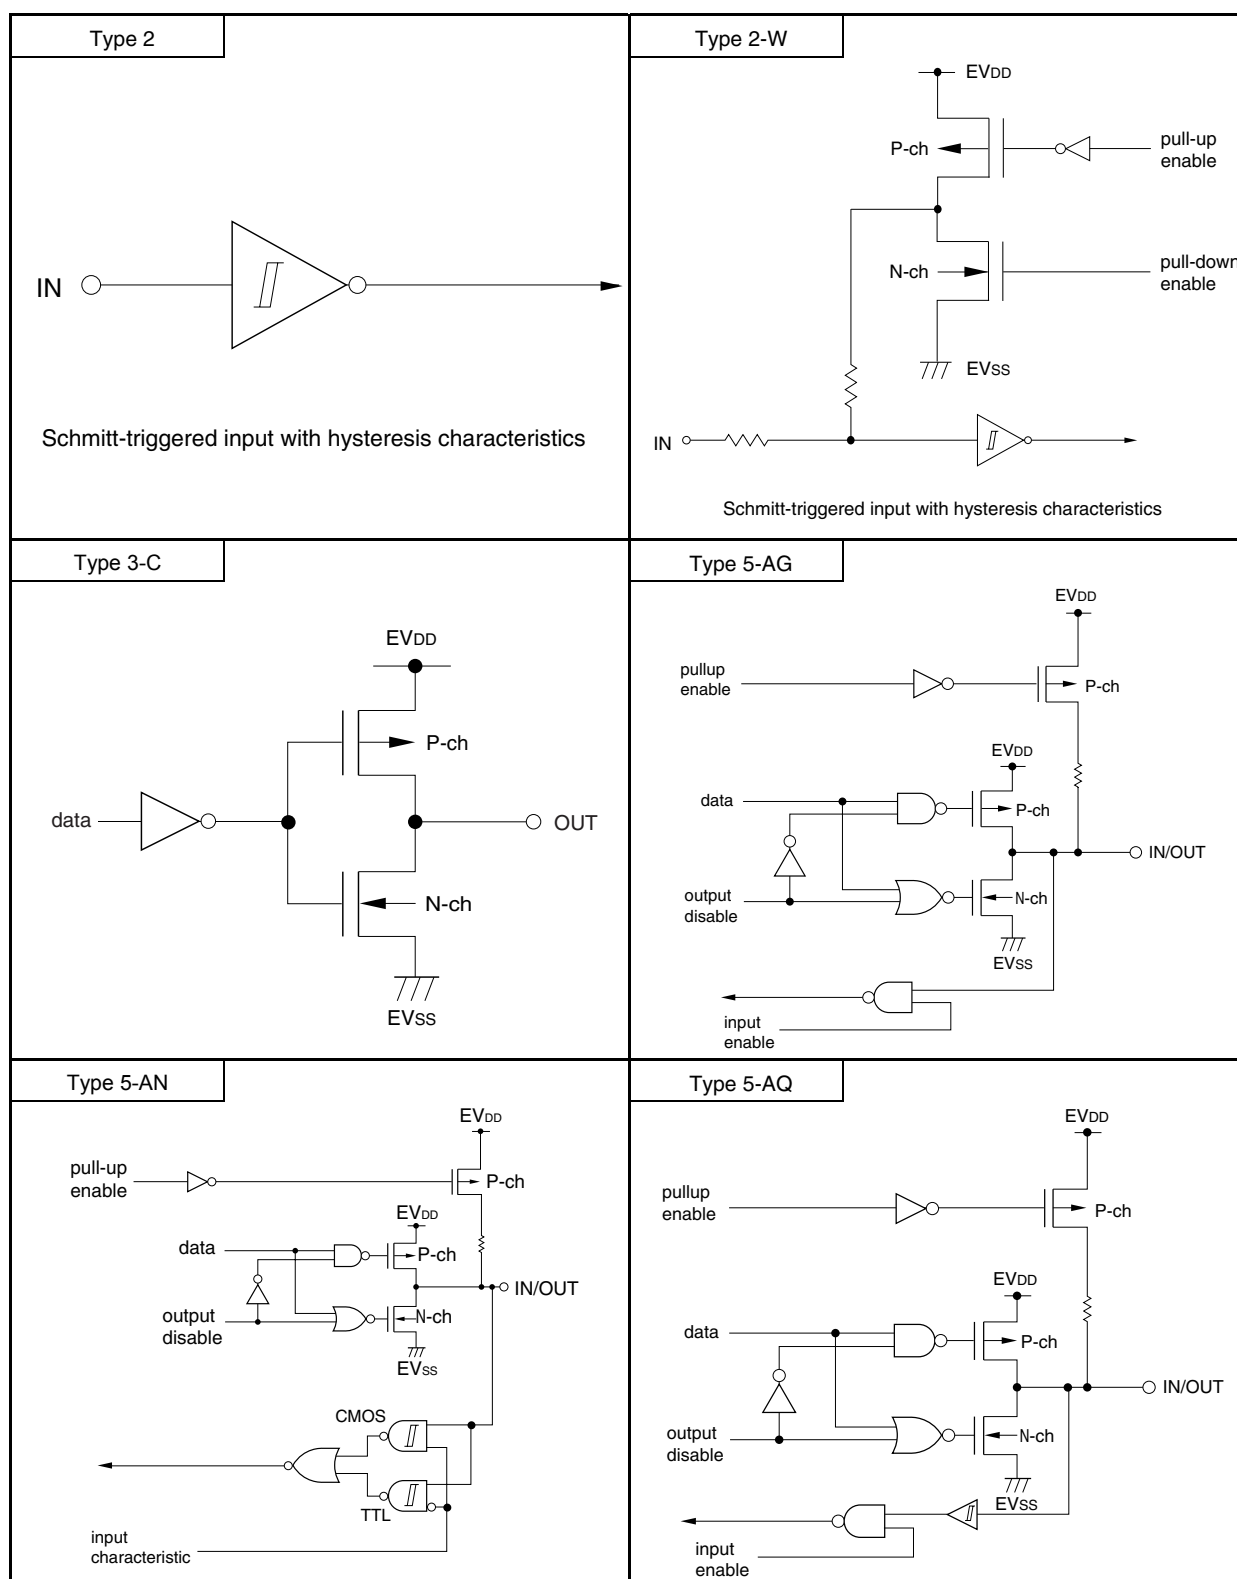 Type 2
IN
Schmitt-triggered input with hysteresis characteristics
Type 2-W
EVDD
P-ch
pull-up
enable
N-ch
pull-down
enable
EVSS
IN
Schmitt-triggered input with hysteresis characteristics
Type 3-C
EVDD
P-ch
data
OUT
N-ch
EVSS
Type 5-AG
EVDD
pullup
enable
P-ch
EVDD
data
P-ch
IN/OUT
output
disable
N-ch
EVSS
input
enable
Type 5-AN
EVDD
pull-up
enable
P-ch
EVDD
data
P-ch
IN/OUT
output
disable
N-ch
EVSS
CMOS
TTL
input
characteristic
Type 5-AQ
EVDD
pullup
enable
P-ch
EVDD
data
P-ch
IN/OUT
output
disable
N-ch
EVSS
input
enable